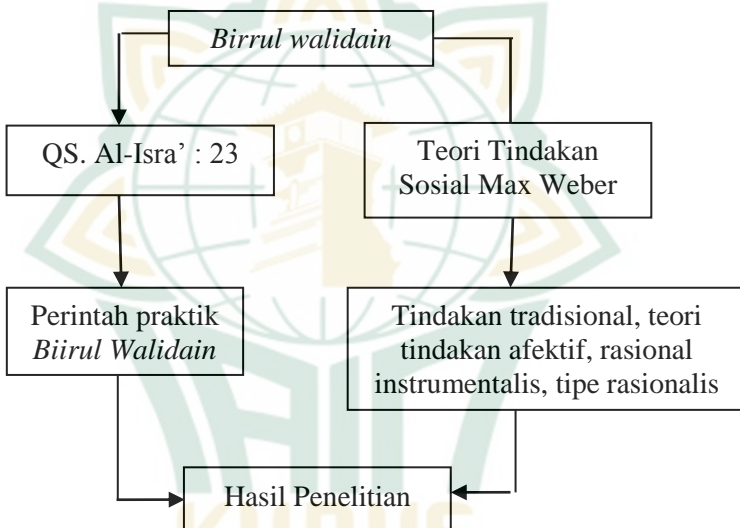 Birrul walidain
QS. Al-Isra’ : 23
Teori Tindakan
Sosial Max Weber
Perintah praktik
Biirul Walidain
Tindakan tradisional, teori
tindakan afektif, rasional
instrumentalis, tipe rasionalis
Hasil Penelitian